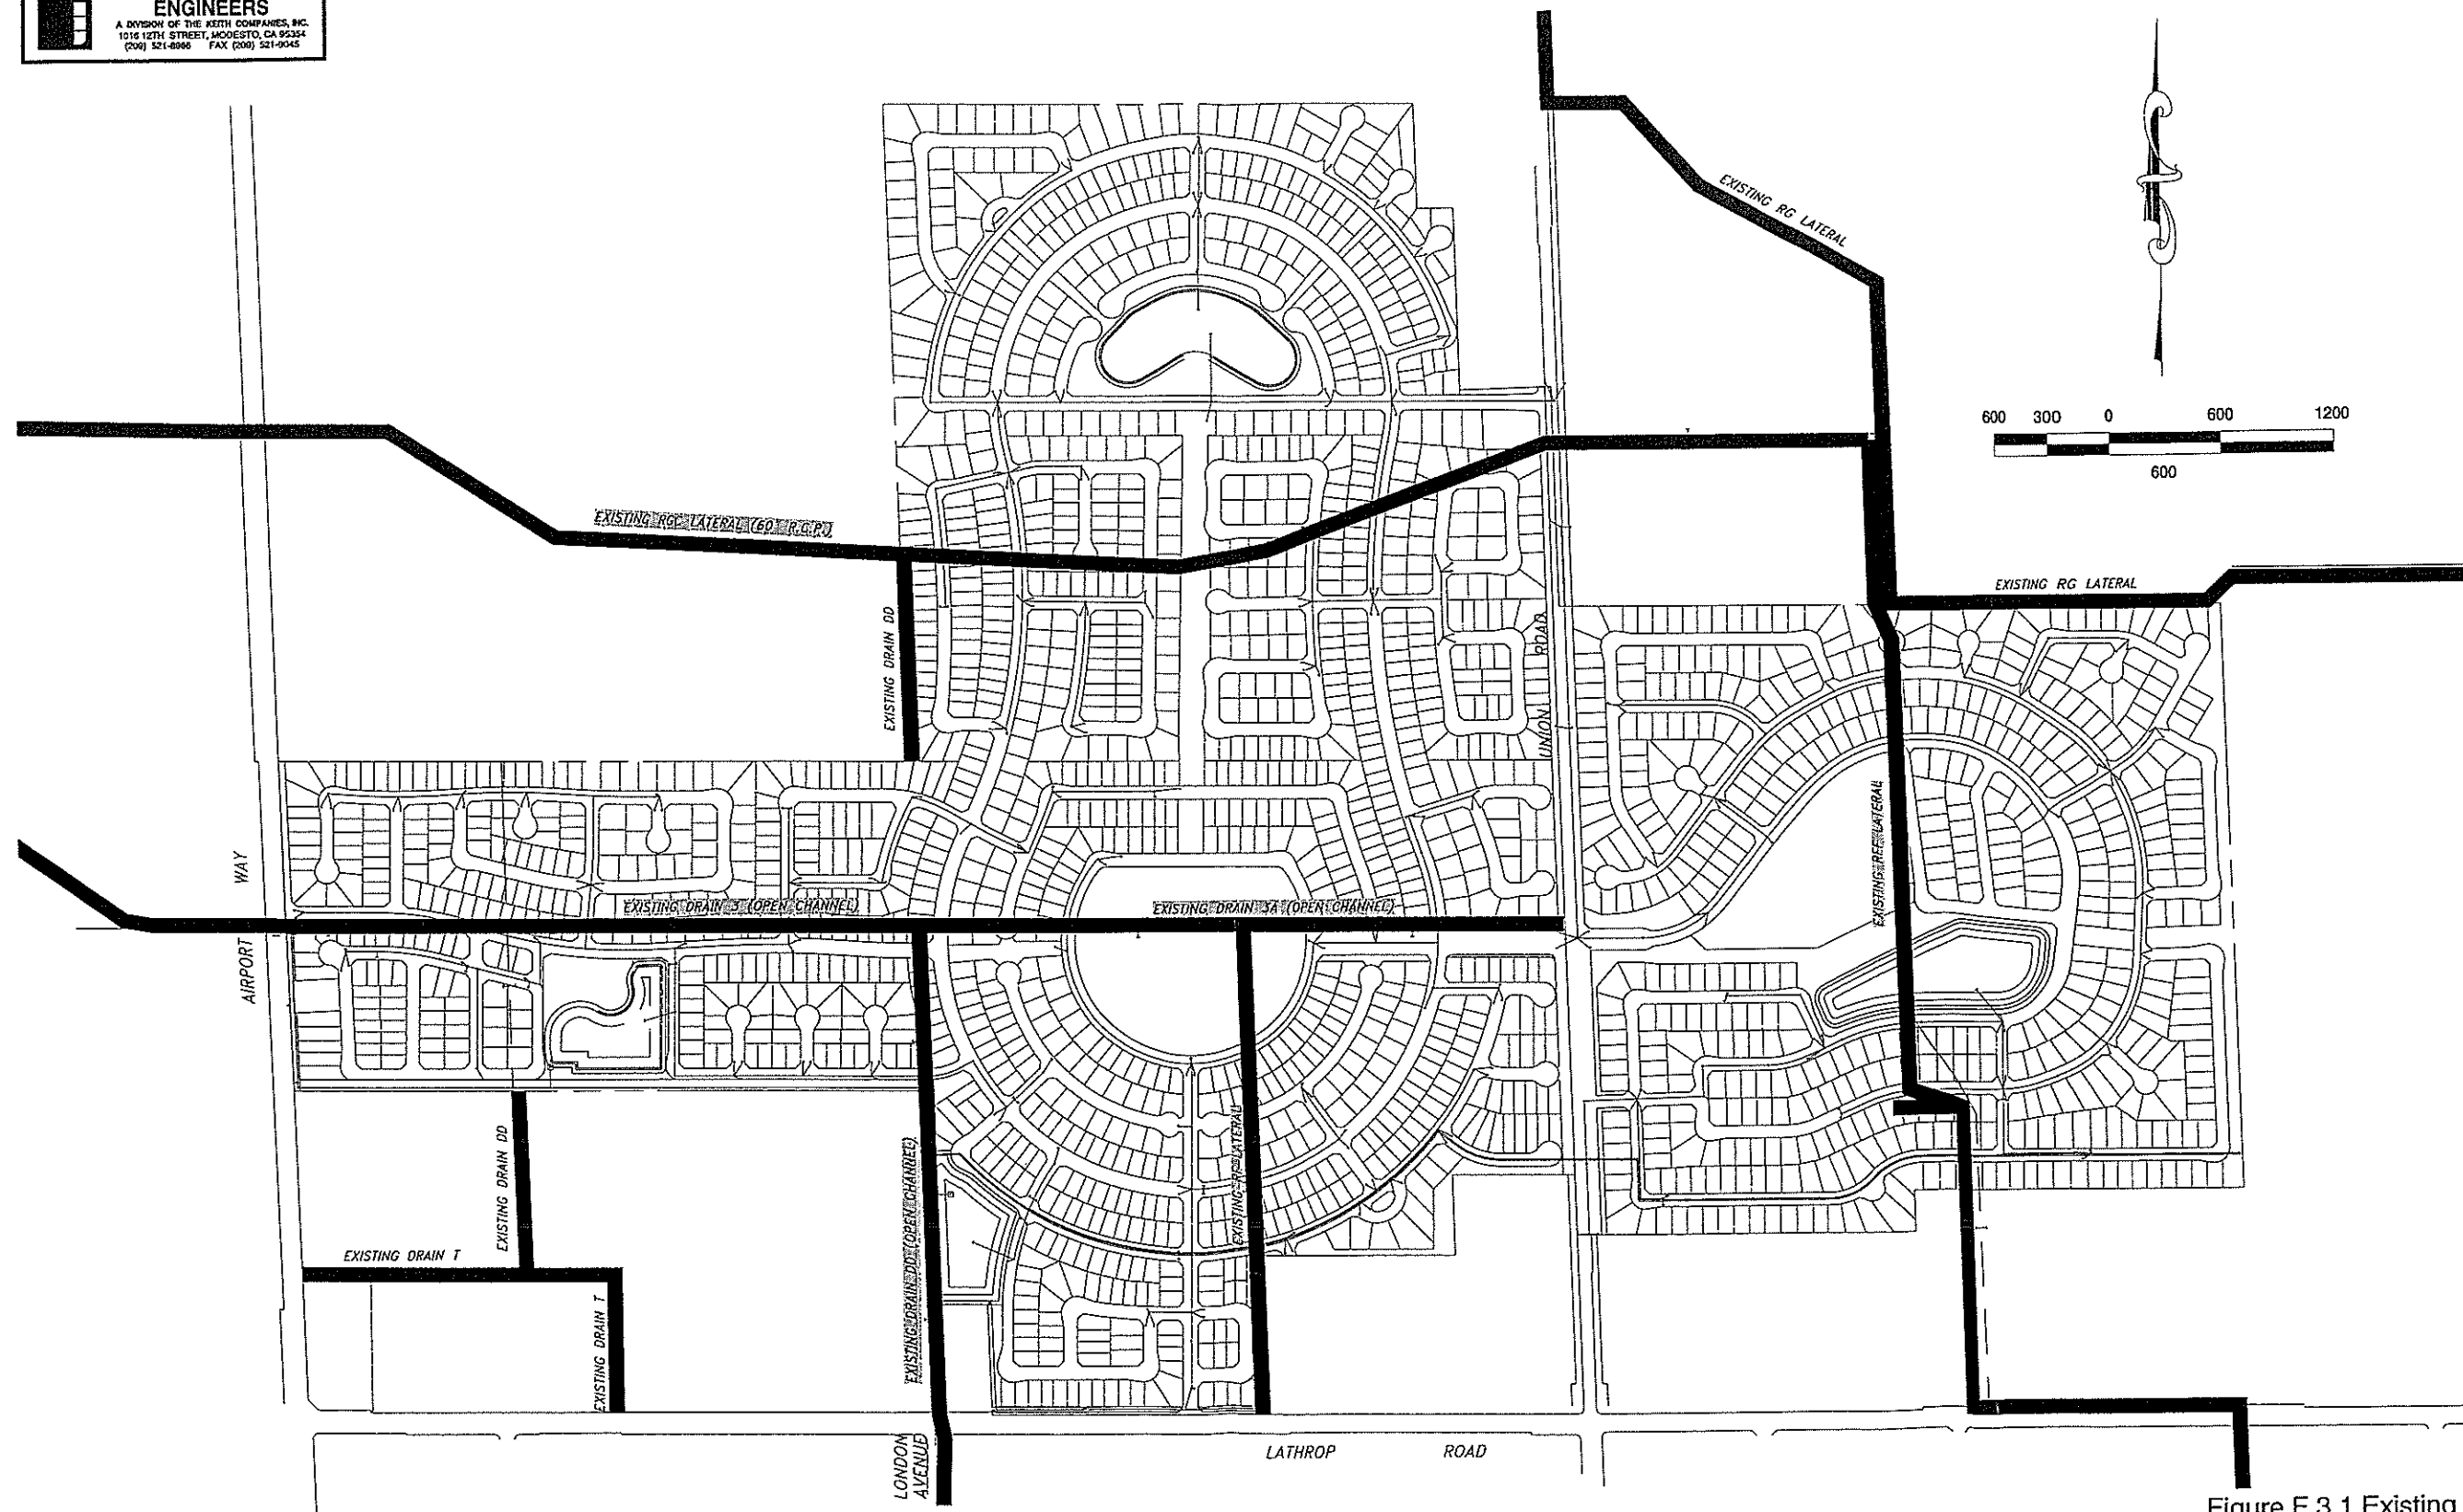 ENGINEERS
A DIVISION OF THE KEITH COMPANIES, INC.
1016 12TH STREET, MODESTO, CA 95354
(209) 521-8986 FAX (209) 521-9045
EXISTING RG LATERAL
600 300 0 600 1200
600
EXISTING RGC LATERAL (60" R.C.P.)
EXISTING RG LATERAL
EXISTING DRAIN DD
UNION ROAD
EXISTING REE LATERAL
AIRPORT WAY
EXISTING DRAIN 3 (OPEN CHANNEL)
EXISTING DRAIN 3A (OPEN CHANNEL)
EXISTING DRAIN DD
EXISTING DRAIN DD (OPEN CHANNEL)
EXISTING LATERAL
EXISTING DRAIN T
EXISTING DRAIN T
LONDON
AVENUE
LATHROP ROAD
Figure E.3.1 Existing